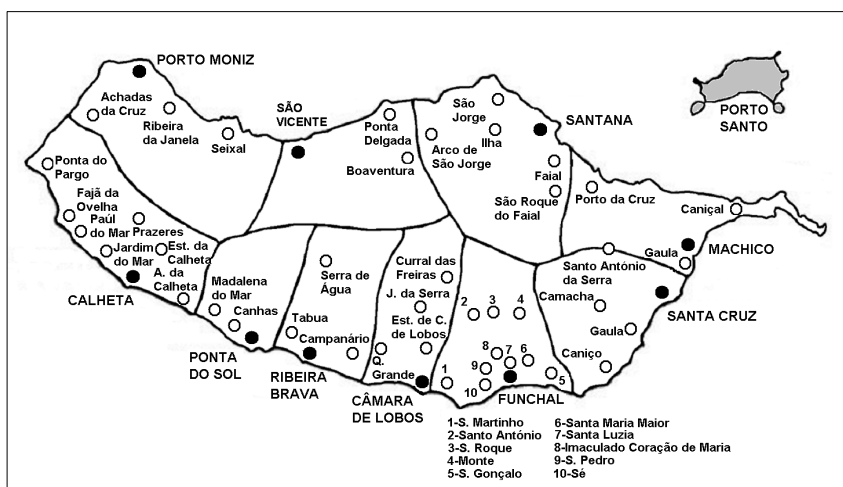 PORTO MONIZ
Achadas
da Cruz
Ribeira
da Janela
Seixal
SÃO
VICENTE
Ponta
Delgada
Boaventura
São
Jorge
Ilha
Arco de
São Jorge
SANTANA
Faial
São Roque
do Faial
PORTO
SANTO
Porto da Cruz
Caniçal
MACHICO
Gaula
Santo António
da Serra
Camacha
Gaula
Caniço
SANTA CRUZ
Ponta do
Pargo
Fajã da
Ovelha
Paúl
do Mar
Prazeres
Jardim
do Mar
Est. da
Calheta
A. da
Calheta
CALHETA
Madalena
do Mar
Canhas
PONTA
DO SOL
Serra de
Água
Tabua
Campanário
RIBEIRA
BRAVA
Curral das
Freiras
J. da Serra
Est. de C.
de Lobos
Q.
Grande
CÂMARA
DE LOBOS
2
3
4
8
7
6
9
1
10
5
FUNCHAL
1-S. Martinho
2-Santo António
3-S. Roque
4-Monte
5-S. Gonçalo
6-Santa Maria Maior
7-Santa Luzia
8-Imaculado Coração de Maria
9-S. Pedro
10-Sé